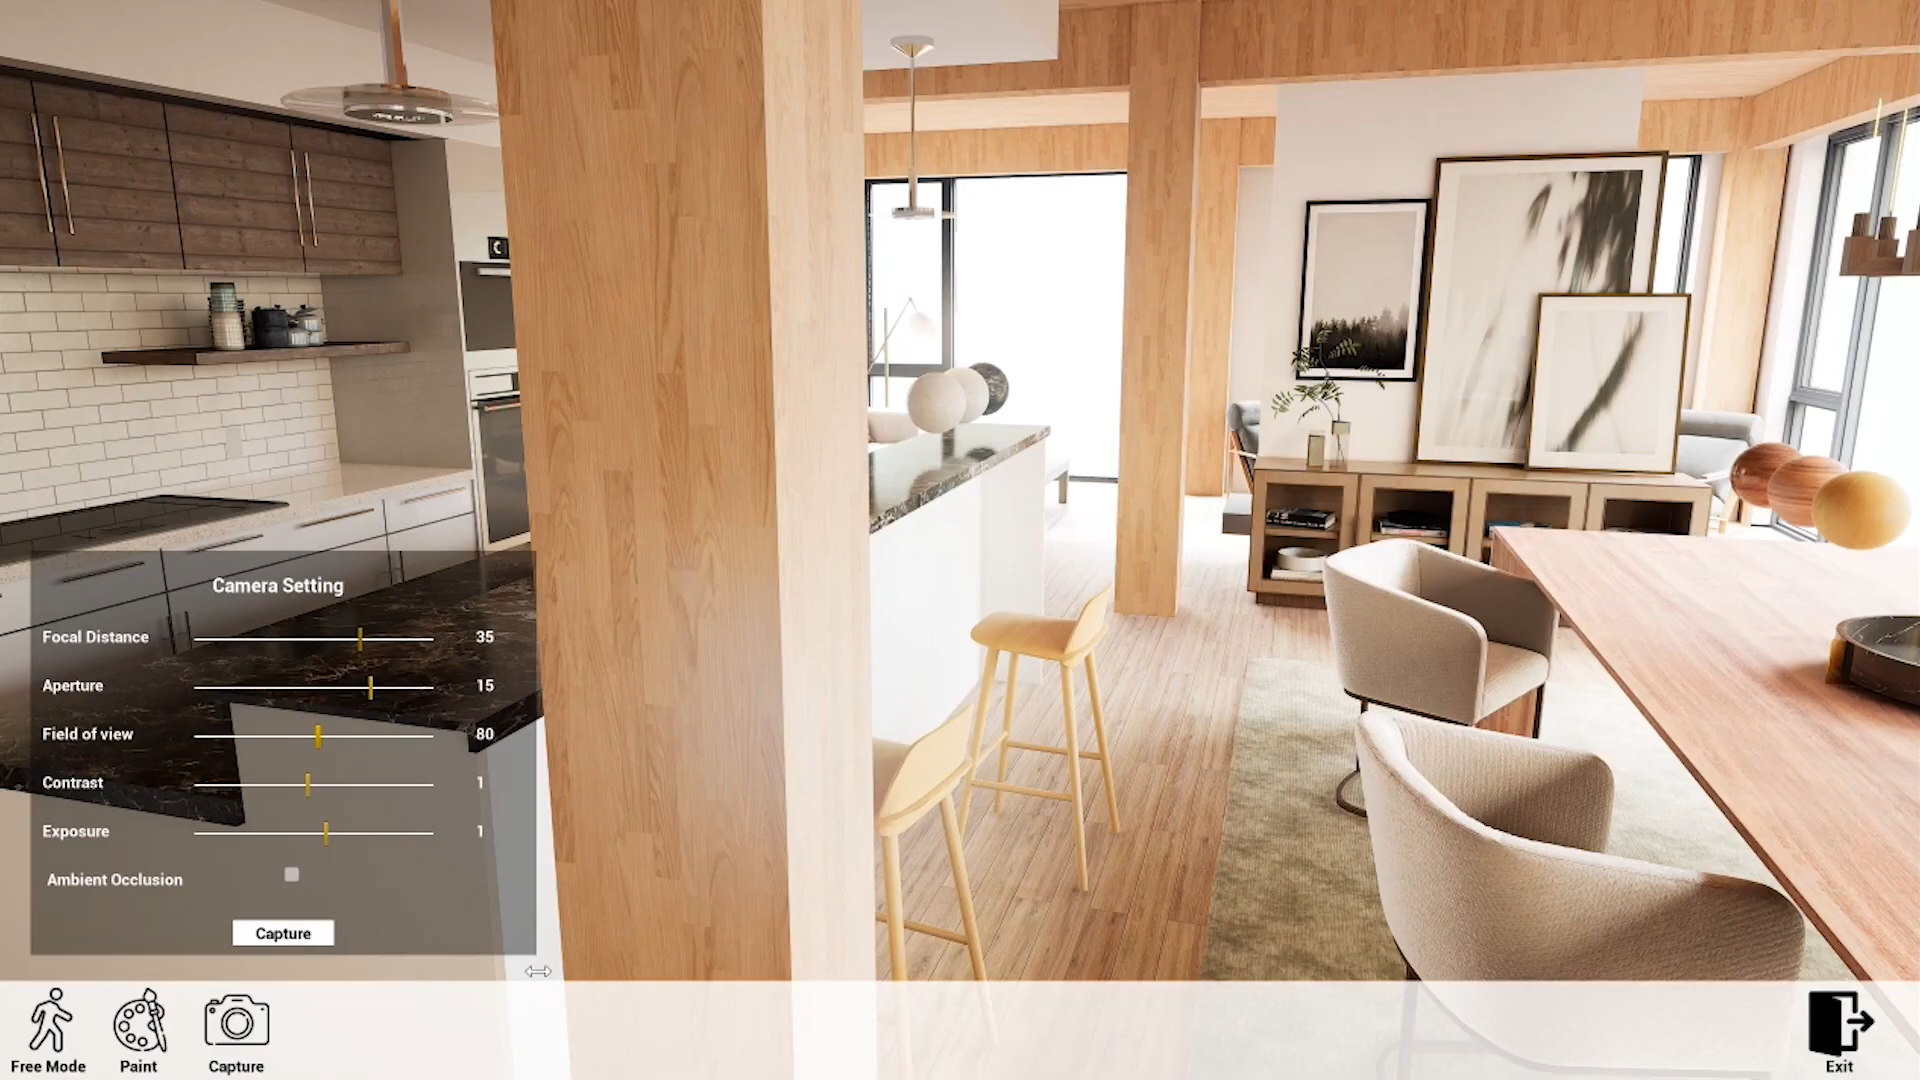 Camera Setting
Focal Distance 35
Aperture 15
Field of view 80
Contrast 1
Exposure 1
Ambient Occlusion
Capture
Free Mode
Paint
Capture
Exit